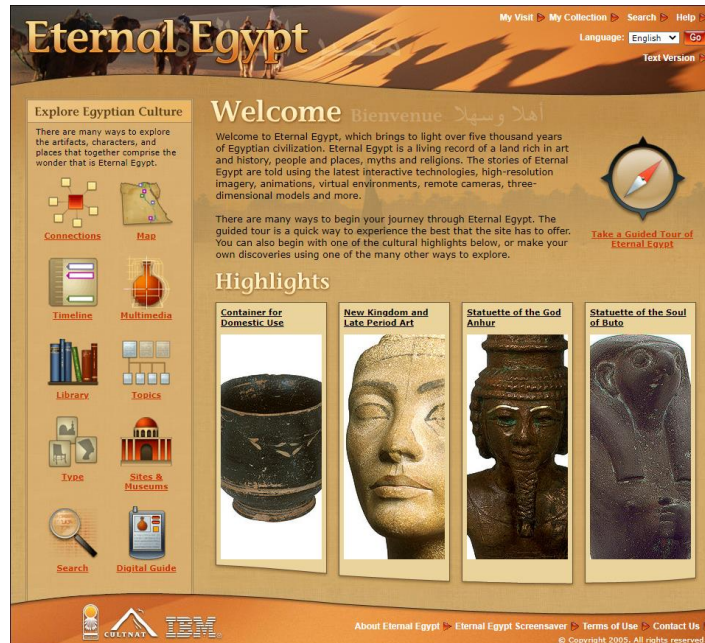 Eternal Egypt
My Visit My Collection Search Help
Language: English Go
Text Version
Explore Egyptian Culture
There are many ways to explore
the artifacts, characters, and
places that together comprise the
wonder that is Eternal Egypt.
Connections
Map
Timeline
Multimedia
Library
Topics
Type
Sites &
Museums
Search
Digital Guide
Welcome Bienvenue أهلا وسهلا
Welcome to Eternal Egypt, which brings to light over five thousand years
of Egyptian civilization. Eternal Egypt is a living record of a land rich in art
and history, people and places, myths and religions. The stories of Eternal
Egypt are told using the latest interactive technologies, high-resolution
imagery, animations, virtual environments, remote cameras, three-
dimensional models and more.
There are many ways to begin your journey through Eternal Egypt. The
guided tour is a quick way to experience the best that the site has to offer.
You can also begin with one of the cultural highlights below, or make your
own discoveries using one of the many other ways to explore.
Take a Guided Tour of
Eternal Egypt
Highlights
Container for
Domestic Use
New Kingdom and
Late Period Art
Statuette of the God
Anhur
Statuette of the Soul
of Buto
CULTNAT
IBM
About Eternal Egypt Eternal Egypt Screensaver Terms of Use Contact Us
© Copyright 2005. All rights reserved